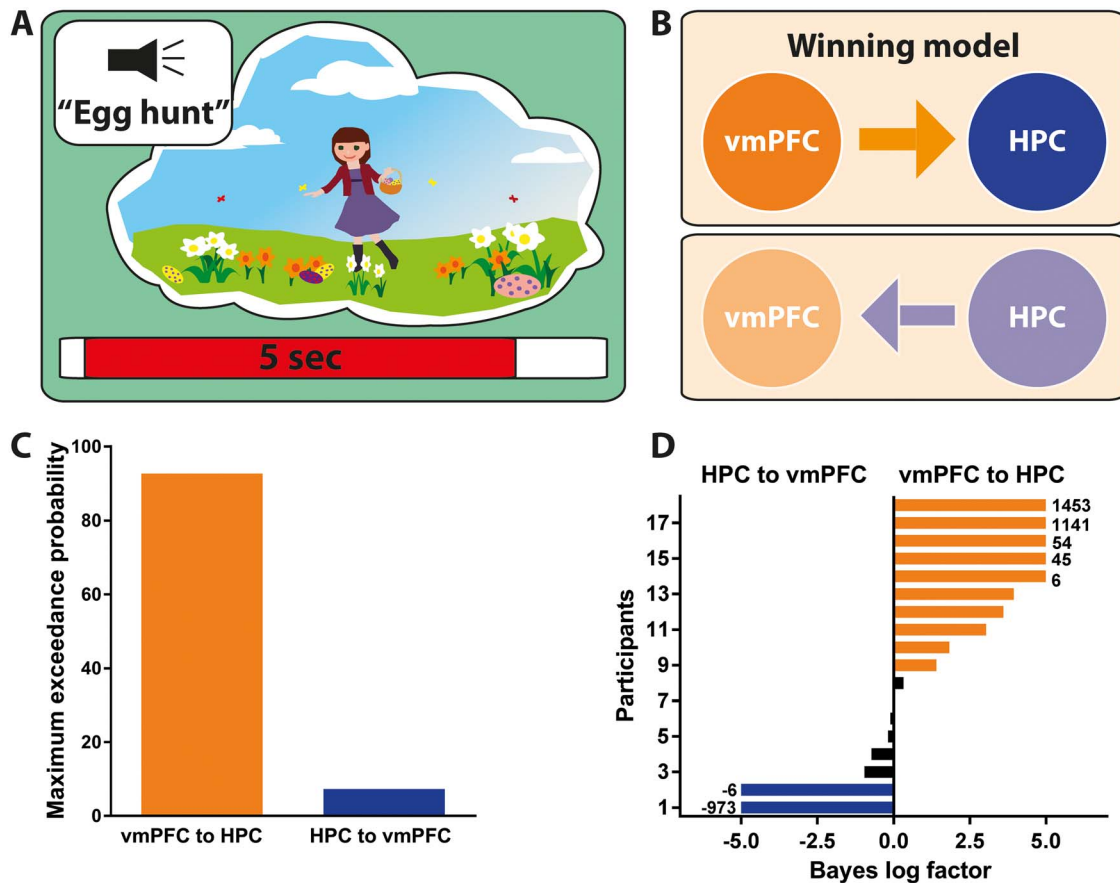 A
"Egg hunt"
5 sec
B
Winning model
vmPFC
HPC
vmPFC
HPC
C
Maximum exceedance probability
100
80
60
40
20
0
vmPFC to HPC
HPC to vmPFC
D
HPC to vmPFC
vmPFC to HPC
Participants
17
15
13
11
9
7
5
3
1
1453
1141
54
45
6
-6
-973
-5.0
-2.5
0.0
2.5
5.0
Bayes log factor